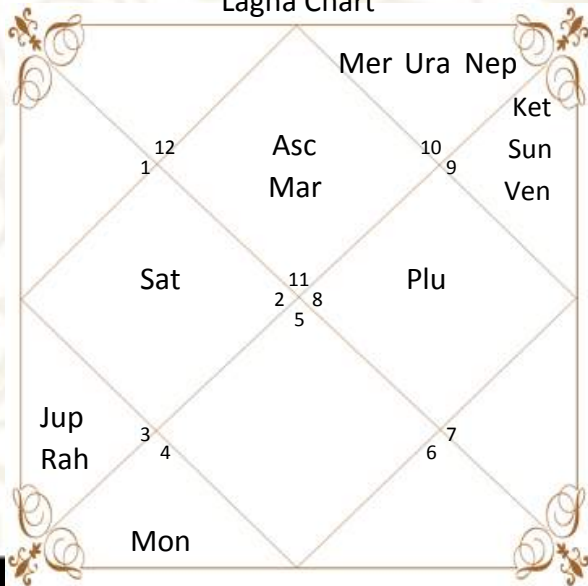 Lagna Chart
Mer Ura Nep
Ket
Sun
Ven
12
1
Asc
Mar
10
9
Sat
11
2 8
5
Plu
Jup
Rah
3
4
7
6
Mon